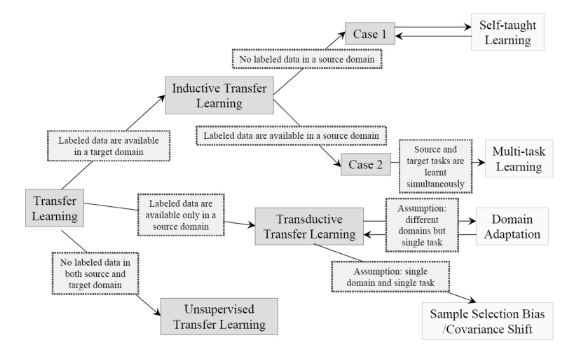 Case 1
Self-taught
Learning
No labeled data in a source domain
Inductive Transfer
Learning
Labeled data are available
in a target domain
Labeled data are available in a source domain
Case 2
Source and
target tasks are
learnt
simultaneously
Multi-task
Learning
Transfer
Learning
Labeled data are
available only in a
source domain
Transductive
Transfer Learning
Assumption:
different
domains but
single task
Domain
Adaptation
No labeled data in
both source and
target domain
Assumption: single
domain and single task
Unsupervised
Transfer Learning
Sample Selection Bias
/Covariance Shift